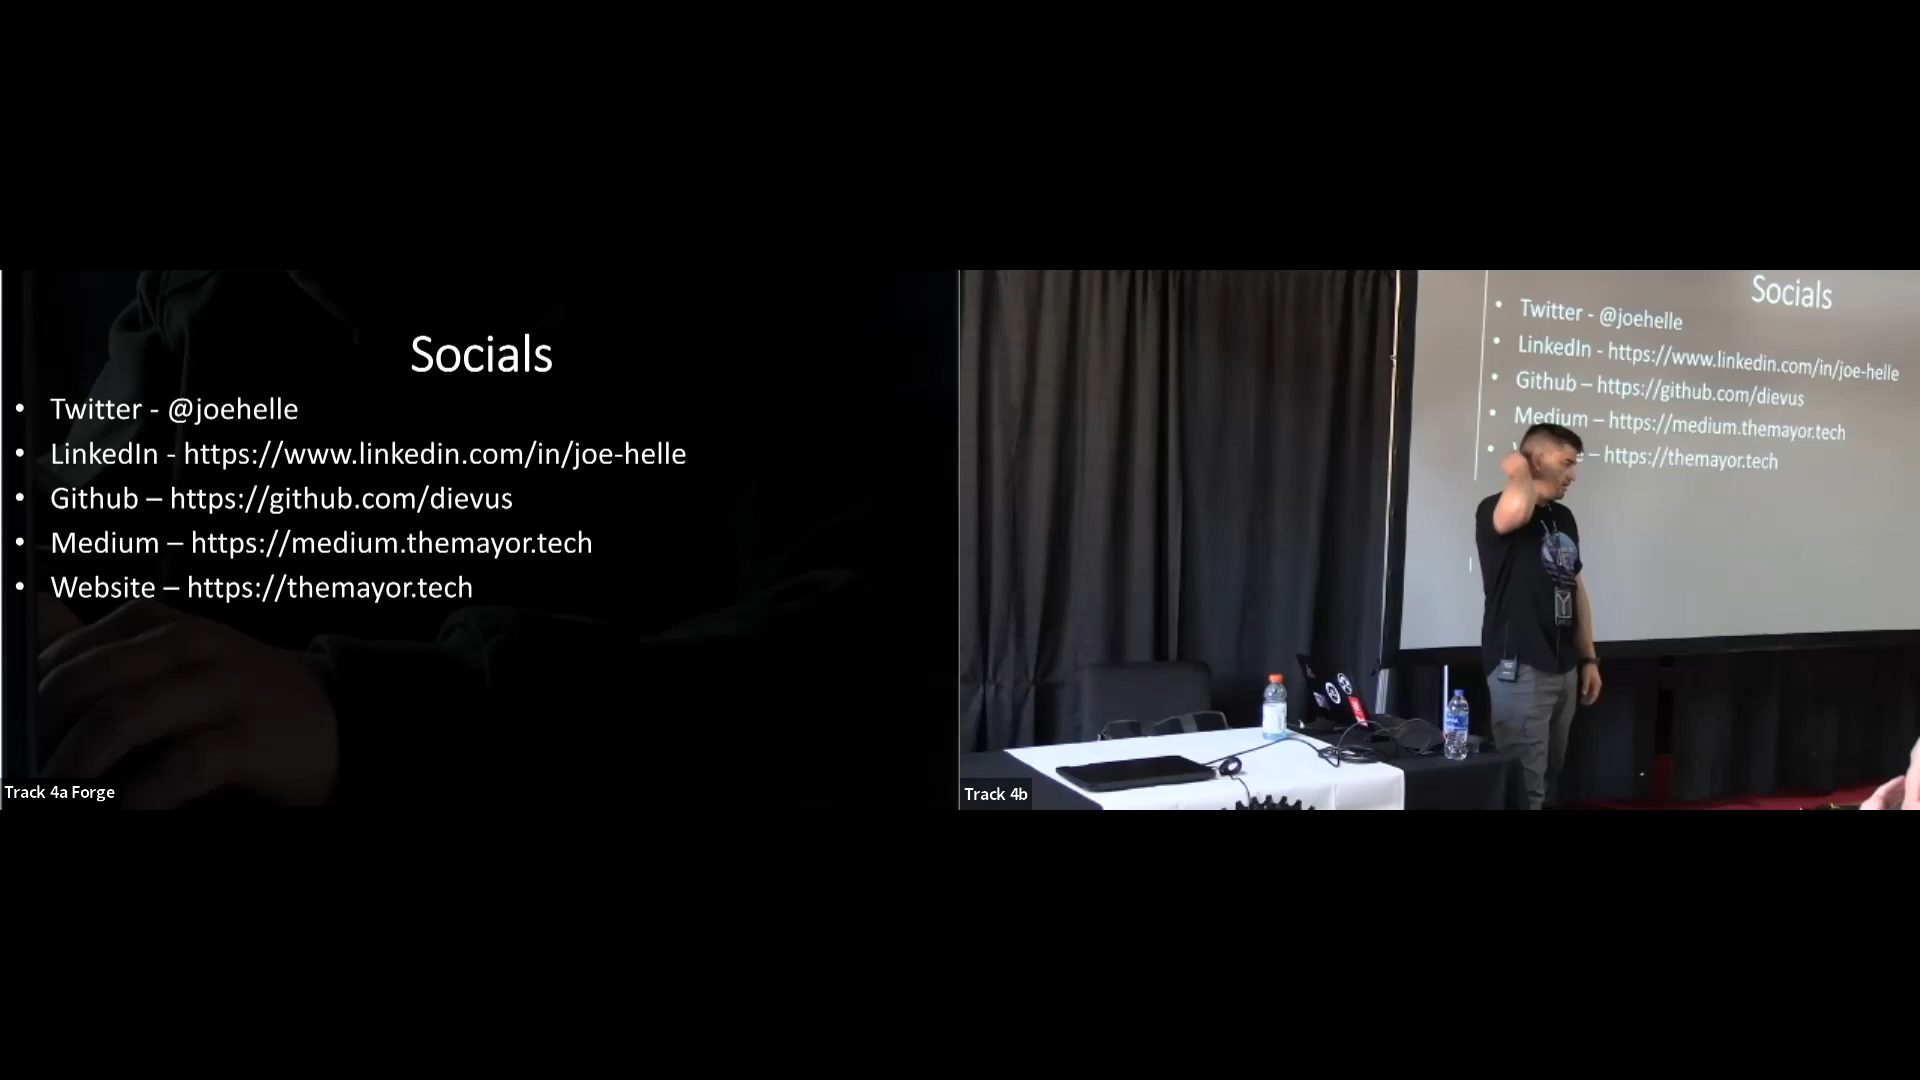 Socials
• Twitter - @joehelle
• LinkedIn - https://www.linkedin.com/in/joe-helle
• Github – https://github.com/dievus
• Medium – https://medium.themayor.tech
• Website – https://themayor.tech
Track 4a Forge
Socials
• Twitter - @joehelle
• LinkedIn - https://www.linkedin.com/in/joe-helle
• Github – https://github.com/dievus
• Medium – https://medium.themayor.tech
• – https://themayor.tech
Track 4b